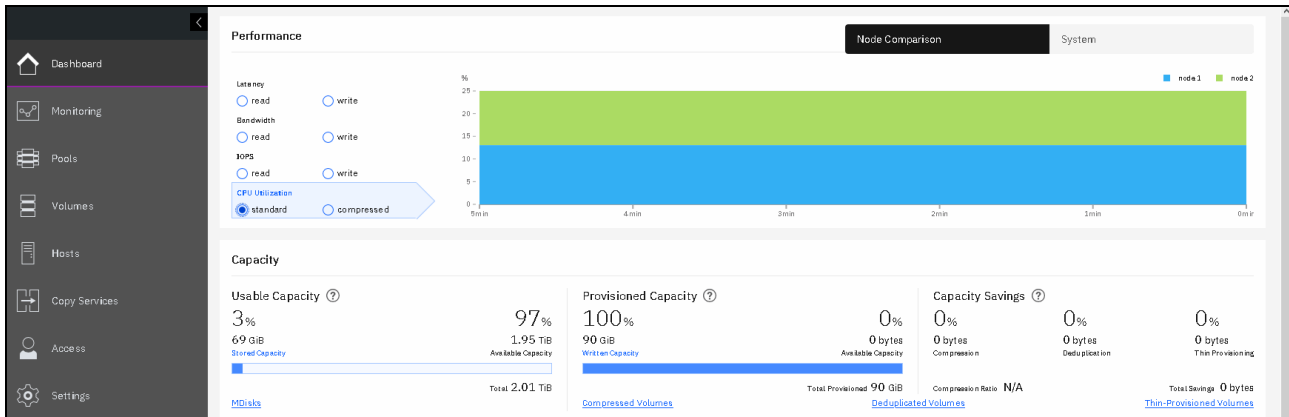 Performance
Node Comparison
System
Dashboard
Monitoring
Pools
Volumes
Hosts
Copy Services
Access
Settings
Latency
read write
Bandwidth
read write
IOPS
read write
CPU Utilization
standard compressed
%
node 1 node 2
25
20
15
10
5
0
5min 4min 3min 2min 1min 0min
Capacity
Usable Capacity ?
3% 97%
69 GiB 1.95 TiB
Stored Capacity Available Capacity
Total 2.01 TiB
MDisks
Provisioned Capacity ?
100% 0%
90 GiB 0 bytes
Written Capacity Available Capacity
Total Provisioned 90 GiB
Compressed Volumes Deduplicated Volumes
Capacity Savings ?
0% 0% 0%
0 bytes 0 bytes 0 bytes
Compression Deduplication Thin Provisioning
Compression Ratio N/A Total Savings 0 bytes
Thin-Provisioned Volumes